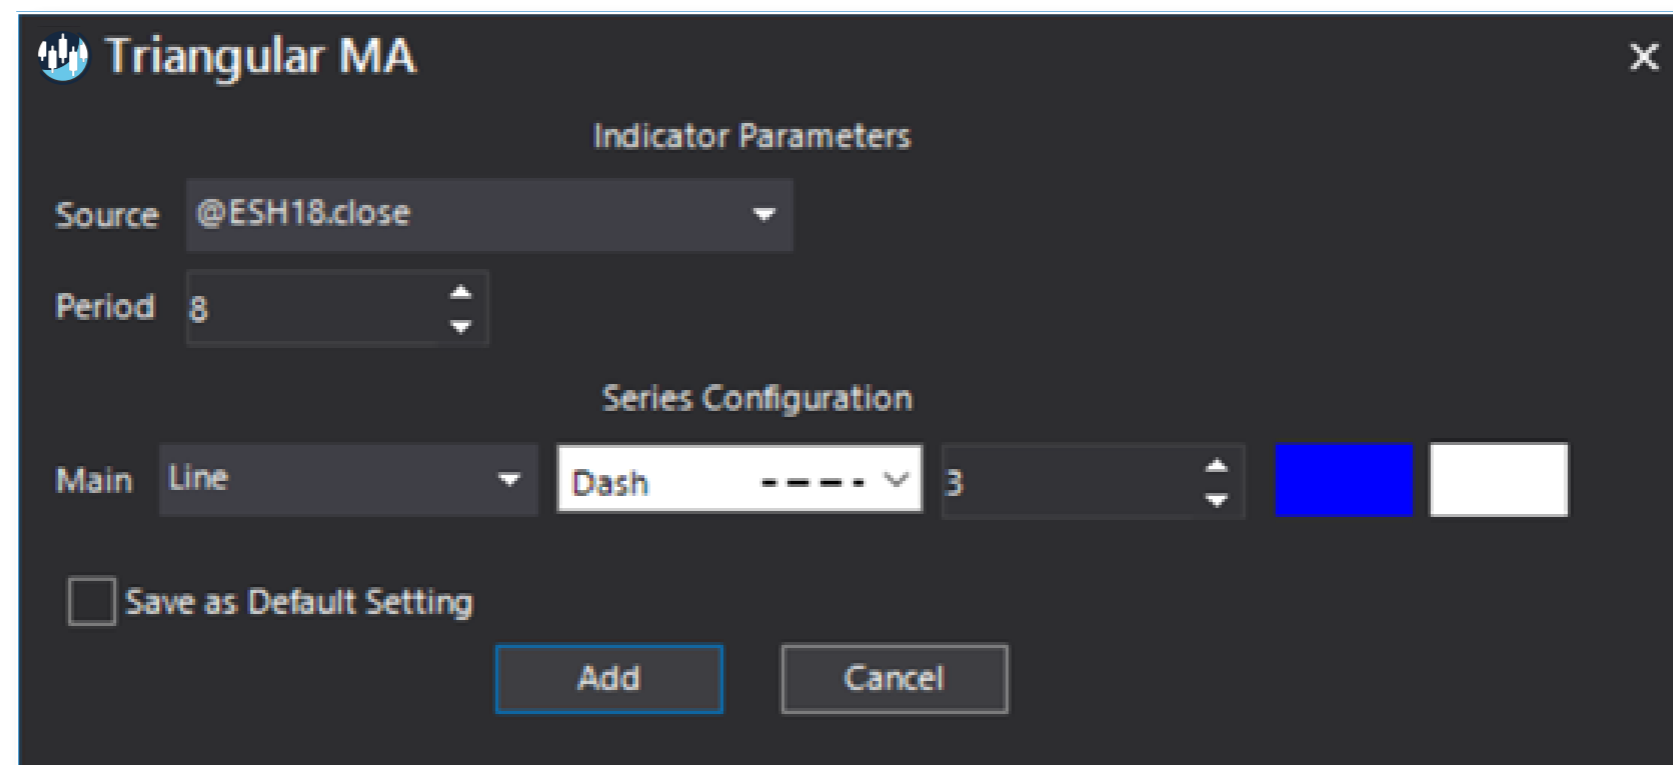 Triangular MA
Indicator Parameters
Source @ESH18.close
Period 8
Series Configuration
Main Line Dash 3
Save as Default Setting
Add Cancel